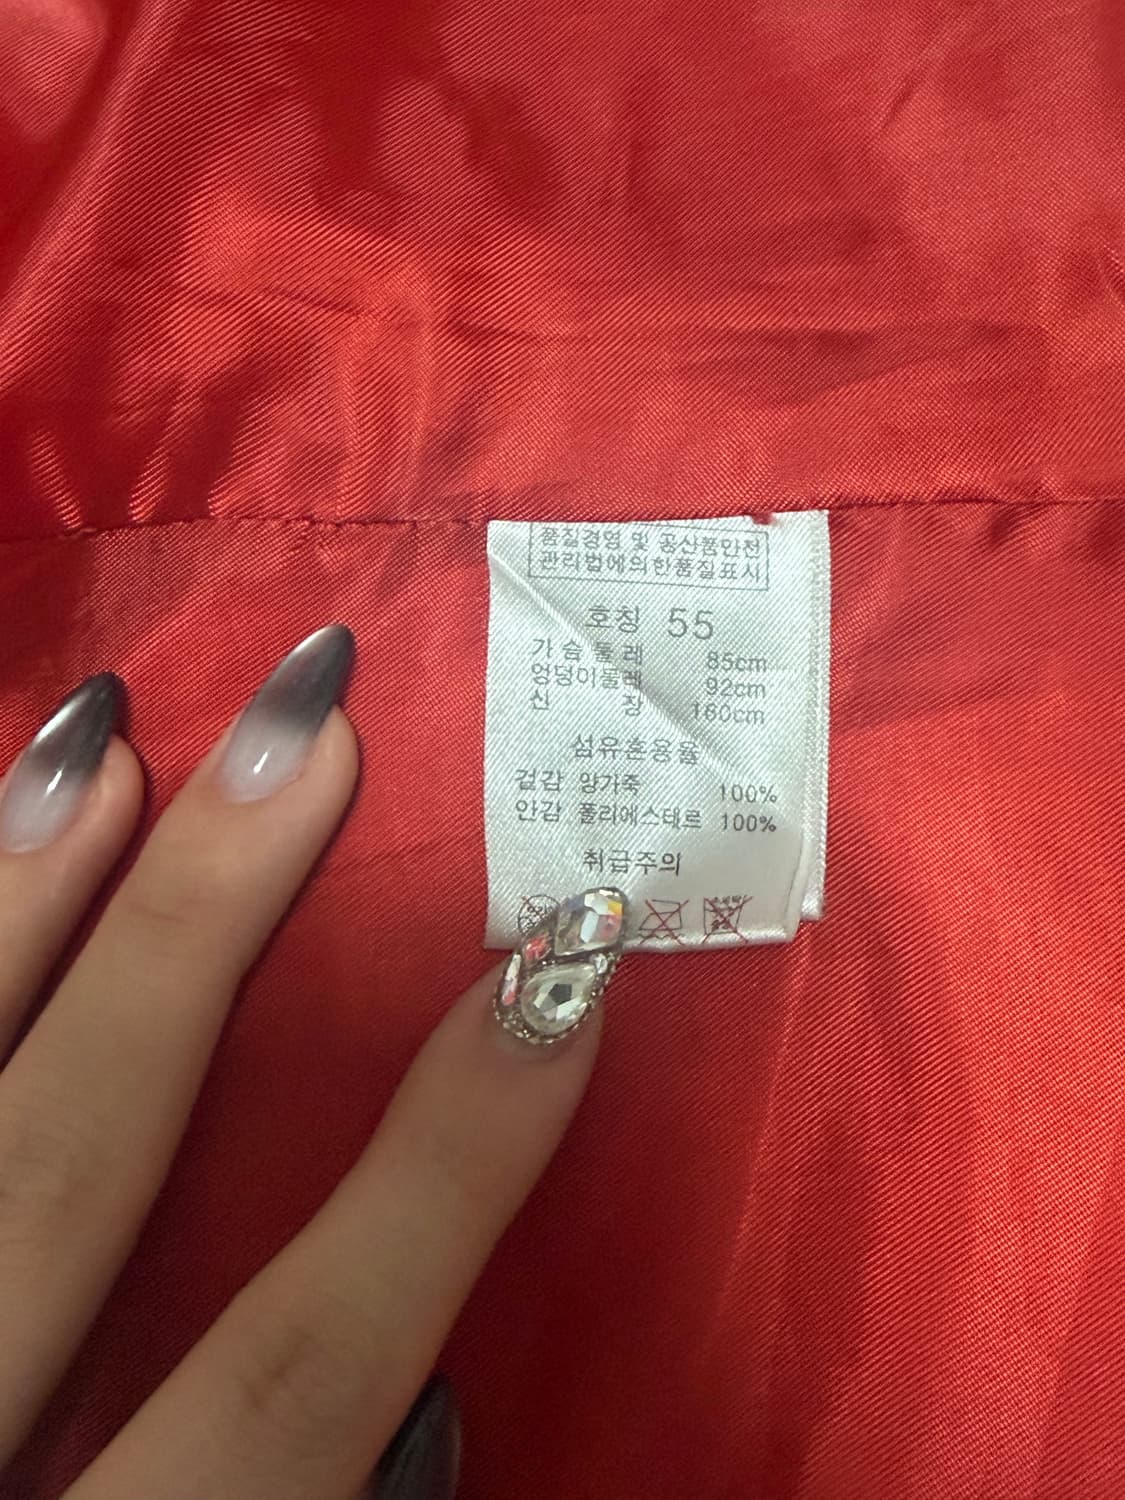 품질경영 및 공산품안전
관리법에의한품질표시
호칭 55
가슴둘레 85cm
엉덩이둘레 92cm
신 장 160cm
섬유혼용율
겉감 양가죽 100%
안감 폴리에스테르 100%
취급주의